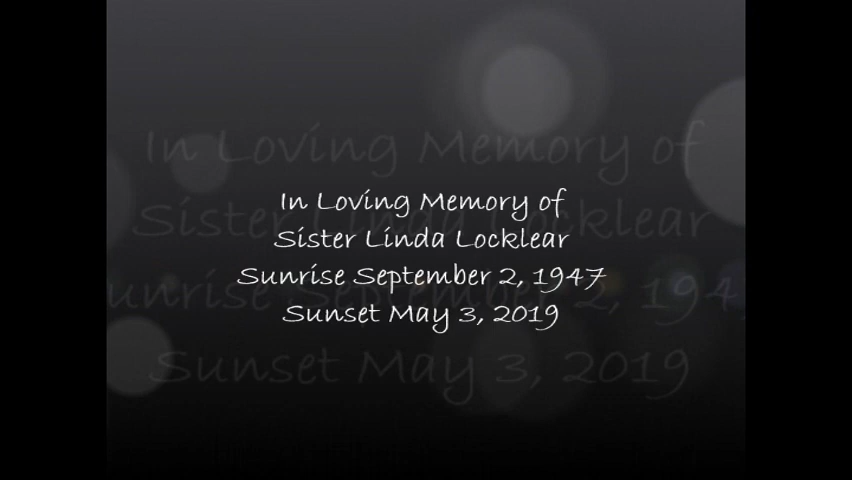 In Loving Memory of
Sister Linda Locklear
Sunrise September 2, 1947
Sunset May 3, 2019